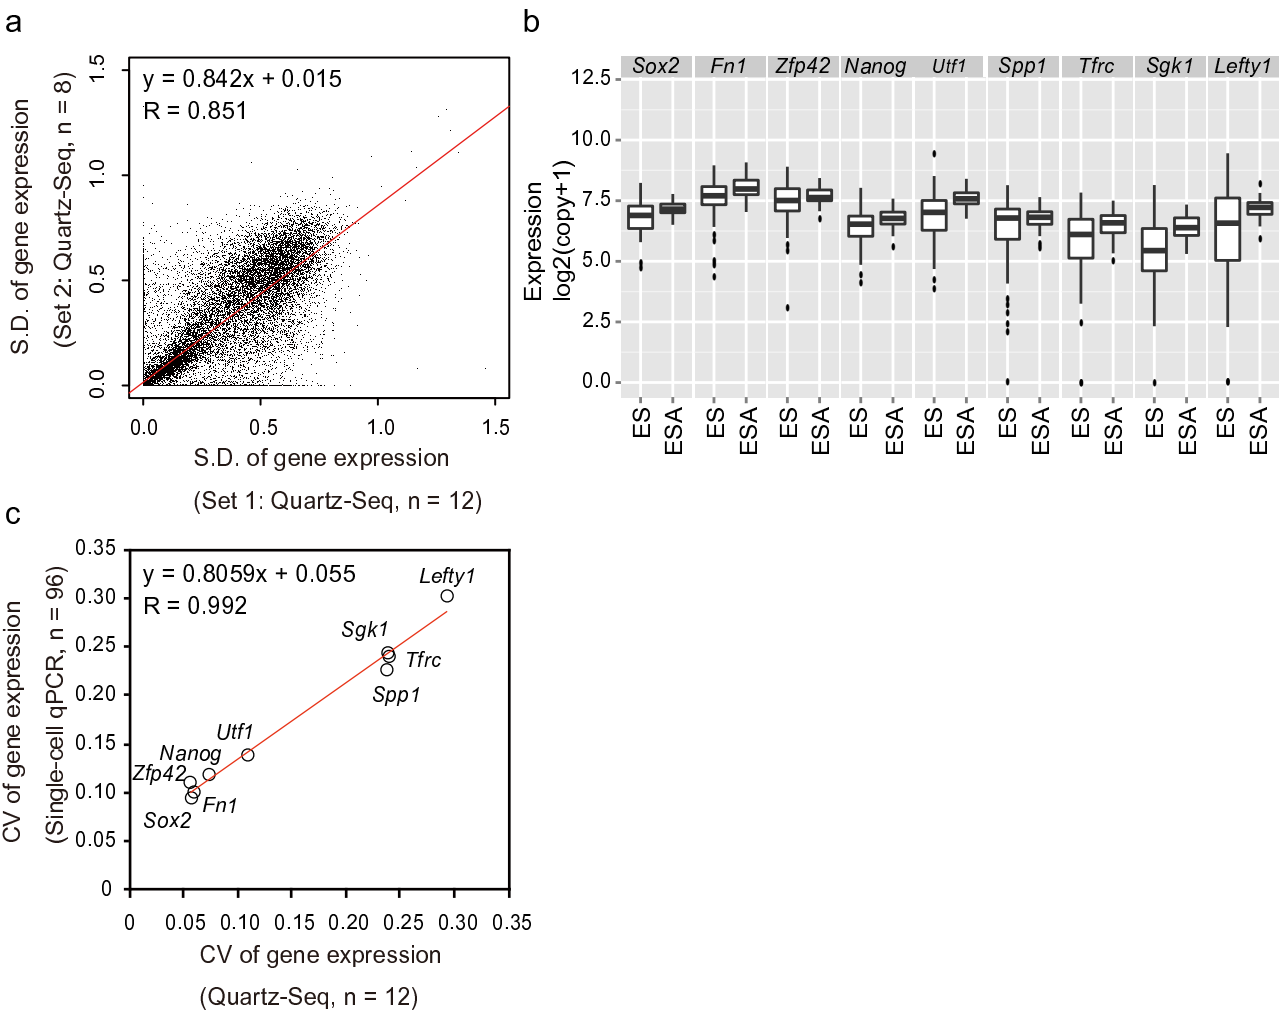 a
S.D. of gene expression
(Set 2: Quartz-Seq, n = 8)
y = 0.842x + 0.015
R = 0.851
1.5
1.0
0.5
0.0
0.0 0.5 1.0 1.5
S.D. of gene expression
(Set 1: Quartz-Seq, n = 12)
b
Expression
log2(copy+1)
Sox2 Fn1 Zfp42 Nanog Utf1 Spp1 Tfrc Sgk1 Lefty1
12.5
10.0
7.5
5.0
2.5
0.0
ES ESA ES ESA ES ESA ES ESA ES ESA ES ESA ES ESA ES ESA ES ESA
c
CV of gene expression
(Single-cell qPCR, n = 96)
y = 0.8059x + 0.055
R = 0.992
0.35
0.30
0.25
0.20
0.15
0.10
0.05
0
Lefty1
Sgk1
Tfrc
Spp1
Utf1
Nanog
Zfp42
Fn1
Sox2
0 0.05 0.10 0.15 0.20 0.25 0.30 0.35
CV of gene expression
(Quartz-Seq, n = 12)